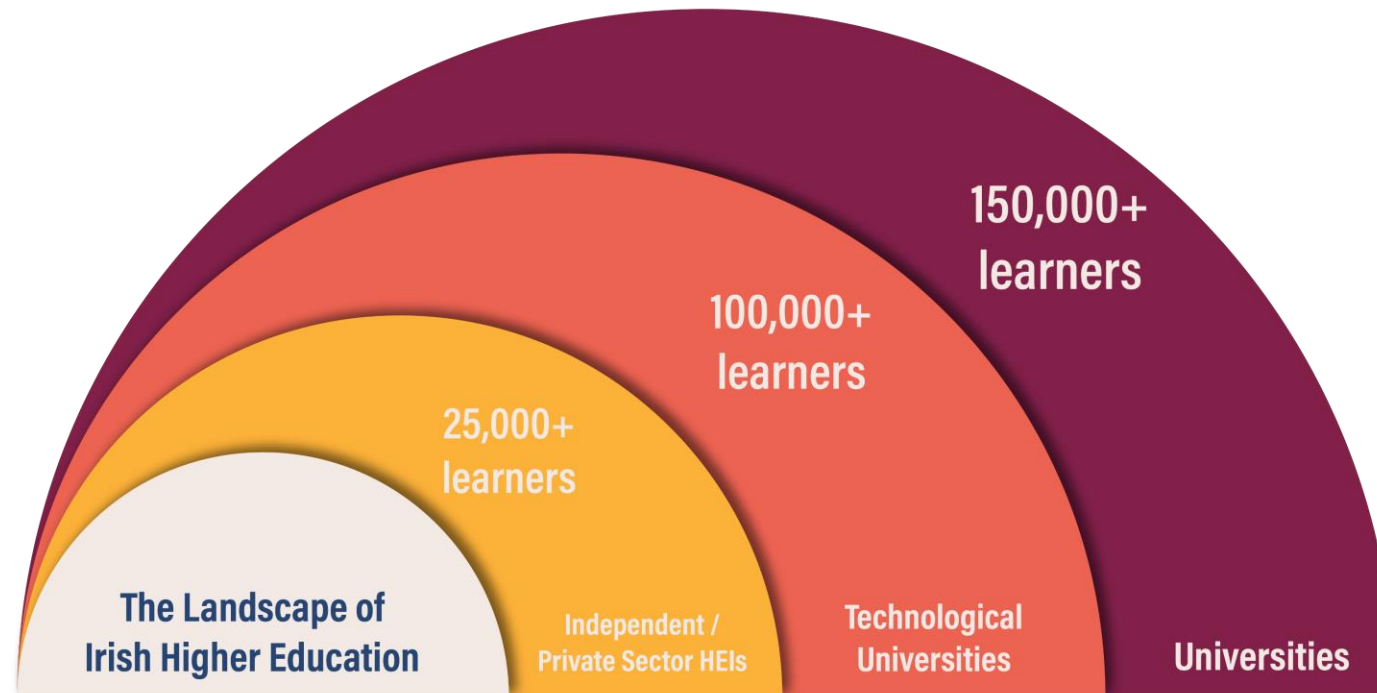 The Landscape of
Irish Higher Education
25,000+
learners
Independent /
Private Sector HEIs
100,000+
learners
Technological
Universities
150,000+
learners
Universities